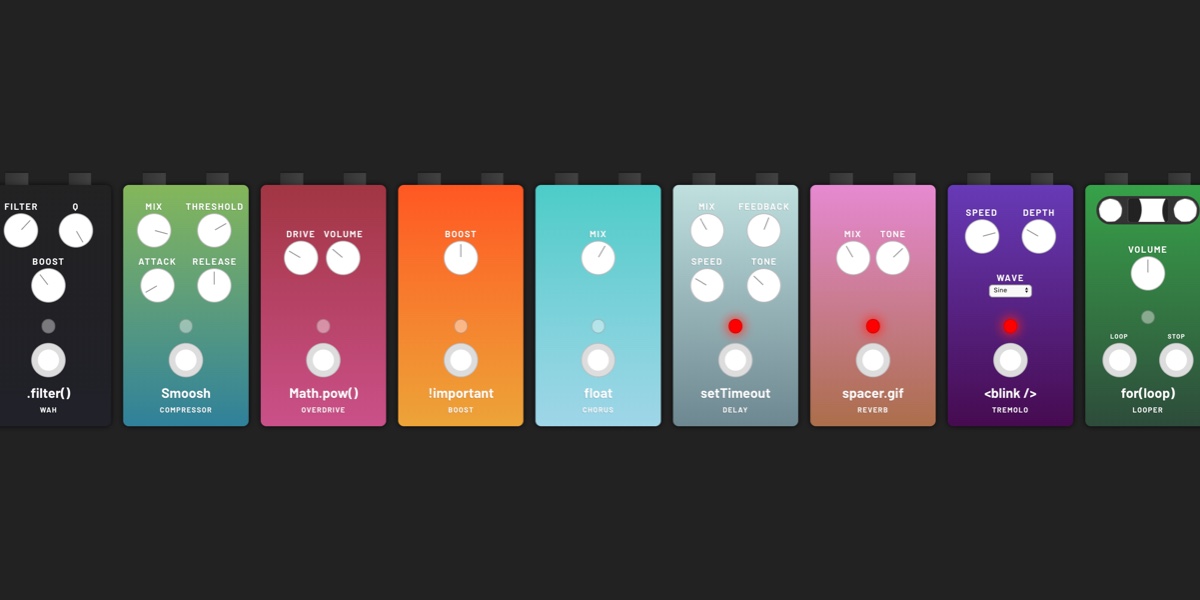 FILTER Q
BOOST
.filter()
WAH
MIX THRESHOLD
ATTACK RELEASE
Smoosh
COMPRESSOR
DRIVE VOLUME
Math.pow()
OVERDRIVE
BOOST
!important
BOOST
MIX
float
CHORUS
MIX FEEDBACK
SPEED TONE
setTimeout
DELAY
MIX TONE
spacer.gif
REVERB
SPEED DEPTH
WAVE
Sine
<blink />
TREMOLO
VOLUME
LOOP STOP
for(loop)
LOOPER